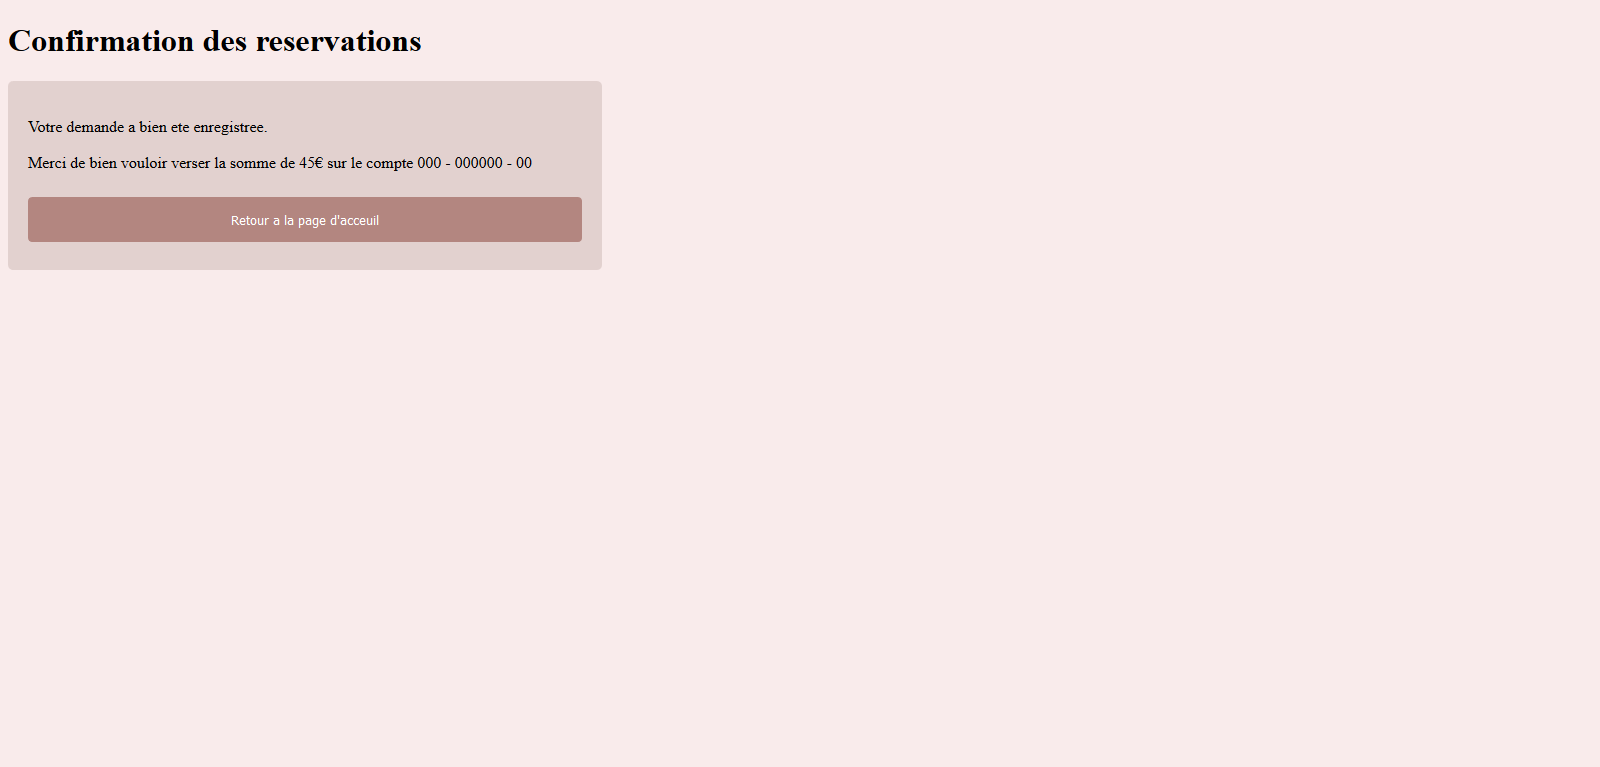 Confirmation des reservations
Votre demande a bien ete enregistree.
Merci de bien vouloir verser la somme de 45€ sur le compte 000 - 000000 - 00
Retour a la page d'acceuil